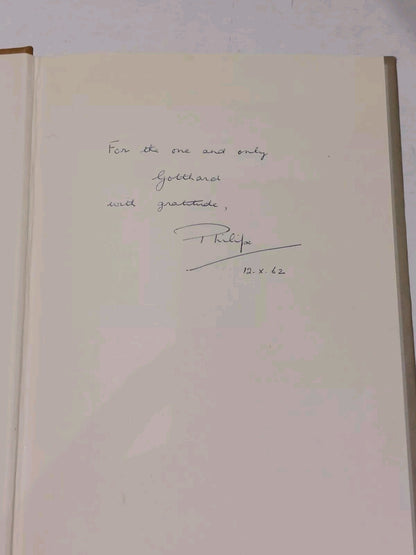 For the one and only
Gotthard
with gratitude,
Philip
12.x.62